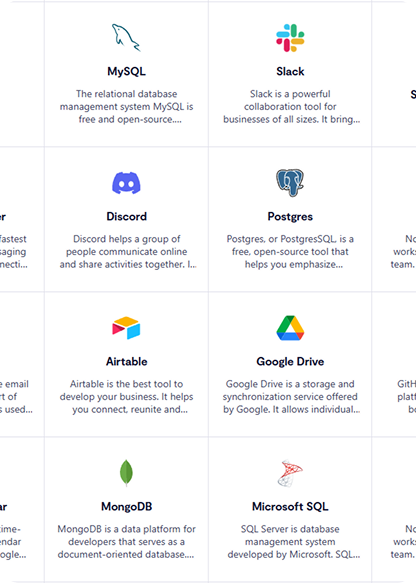 MySQL
The relational database
management system MySQL is
free and open-source....
Slack
Slack is a powerful
collaboration tool for
businesses of all sizes. It bring...
S
er
fastest
saging
necti...
Discord
Discord helps a group of
people communicate online
and share activities together. I...
Postgres
Postgres, or PostgresSQL, is a
free, open-source tool that
helps you emphasize...
No
works
team.
e email
rt of
s used...
Airtable
Airtable is the best tool to
develop your business. It helps
you connect, reunite and...
Google Drive
Google Drive is a storage and
synchronization service offered
by Google. It allows individual...
GitH
platf
bo
ar
time-
endar
ogle...
MongoDB
MongoDB is a data platform for
developers that serves as a
document-oriented database....
Microsoft SQL
SQL Server is database
management system
developed by Microsoft. SQL...
No
works
team.